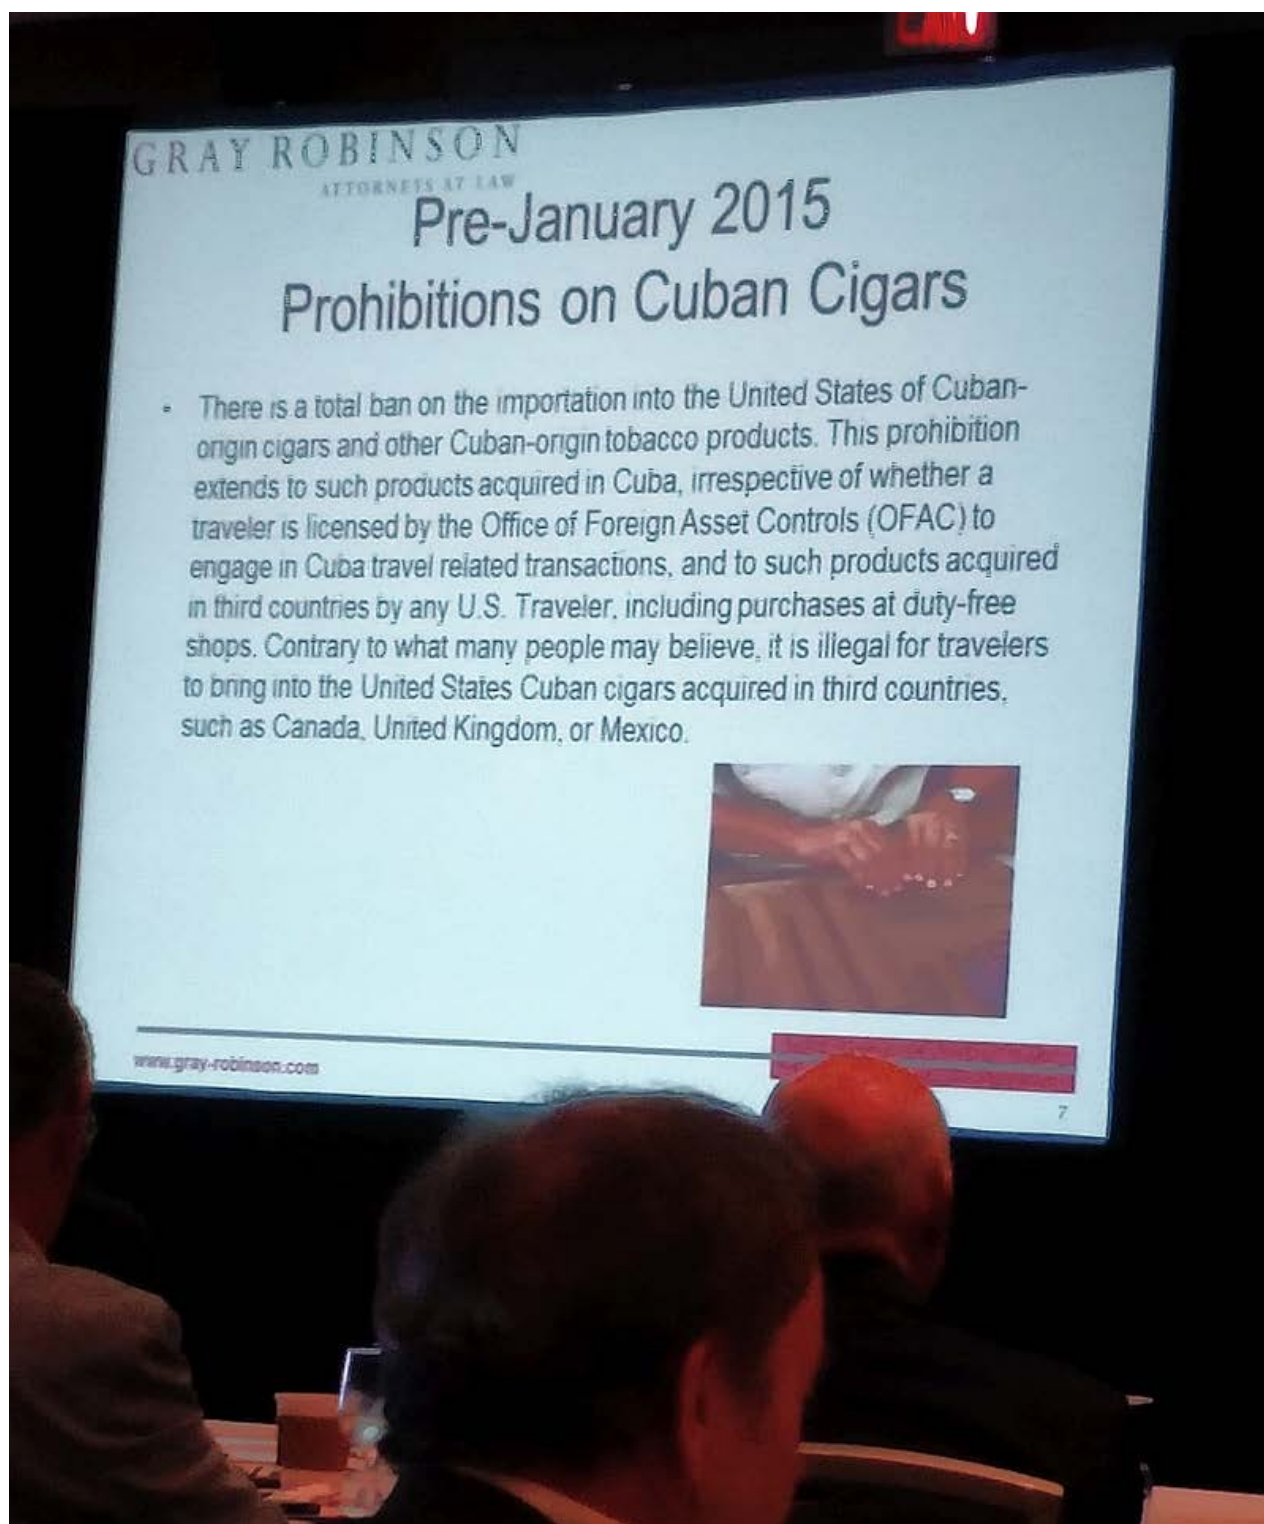 GRAY ROBINSON
ATTORNEYS AT LAW
Pre-January 2015
Prohibitions on Cuban Cigars
• There is a total ban on the importation into the United States of Cuban-
origin cigars and other Cuban-origin tobacco products. This prohibition
extends to such products acquired in Cuba, irrespective of whether a
traveler is licensed by the Office of Foreign Asset Controls (OFAC) to
engage in Cuba travel related transactions, and to such products acquired
in third countries by any U.S. Traveler, including purchases at duty-free
shops. Contrary to what many people may believe, it is illegal for travelers
to bring into the United States Cuban cigars acquired in third countries,
such as Canada, United Kingdom, or Mexico.
www.gray-robinson.com
7